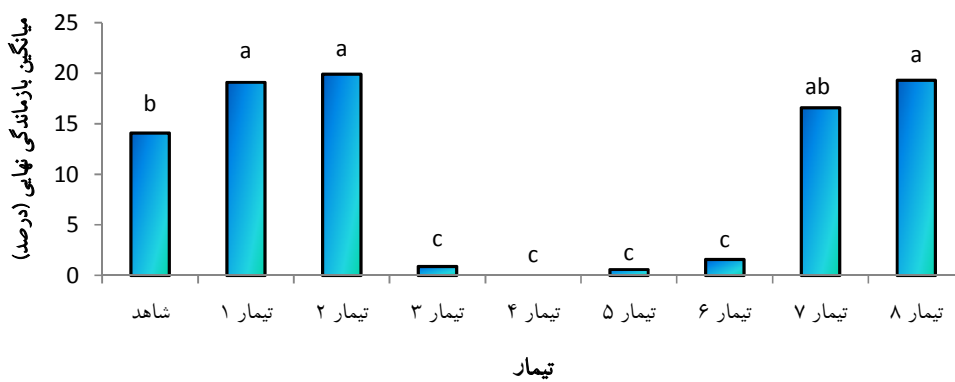 میانگین بازماندگی نهایی (درصد)
25
20
15
10
5
0
b
a
a
c
c
c
c
ab
a
شاهد
تیمار ۱
تیمار ۲
تیمار ۳
تیمار ۴
تیمار ۵
تیمار ۶
تیمار ۷
تیمار ۸
تیمار